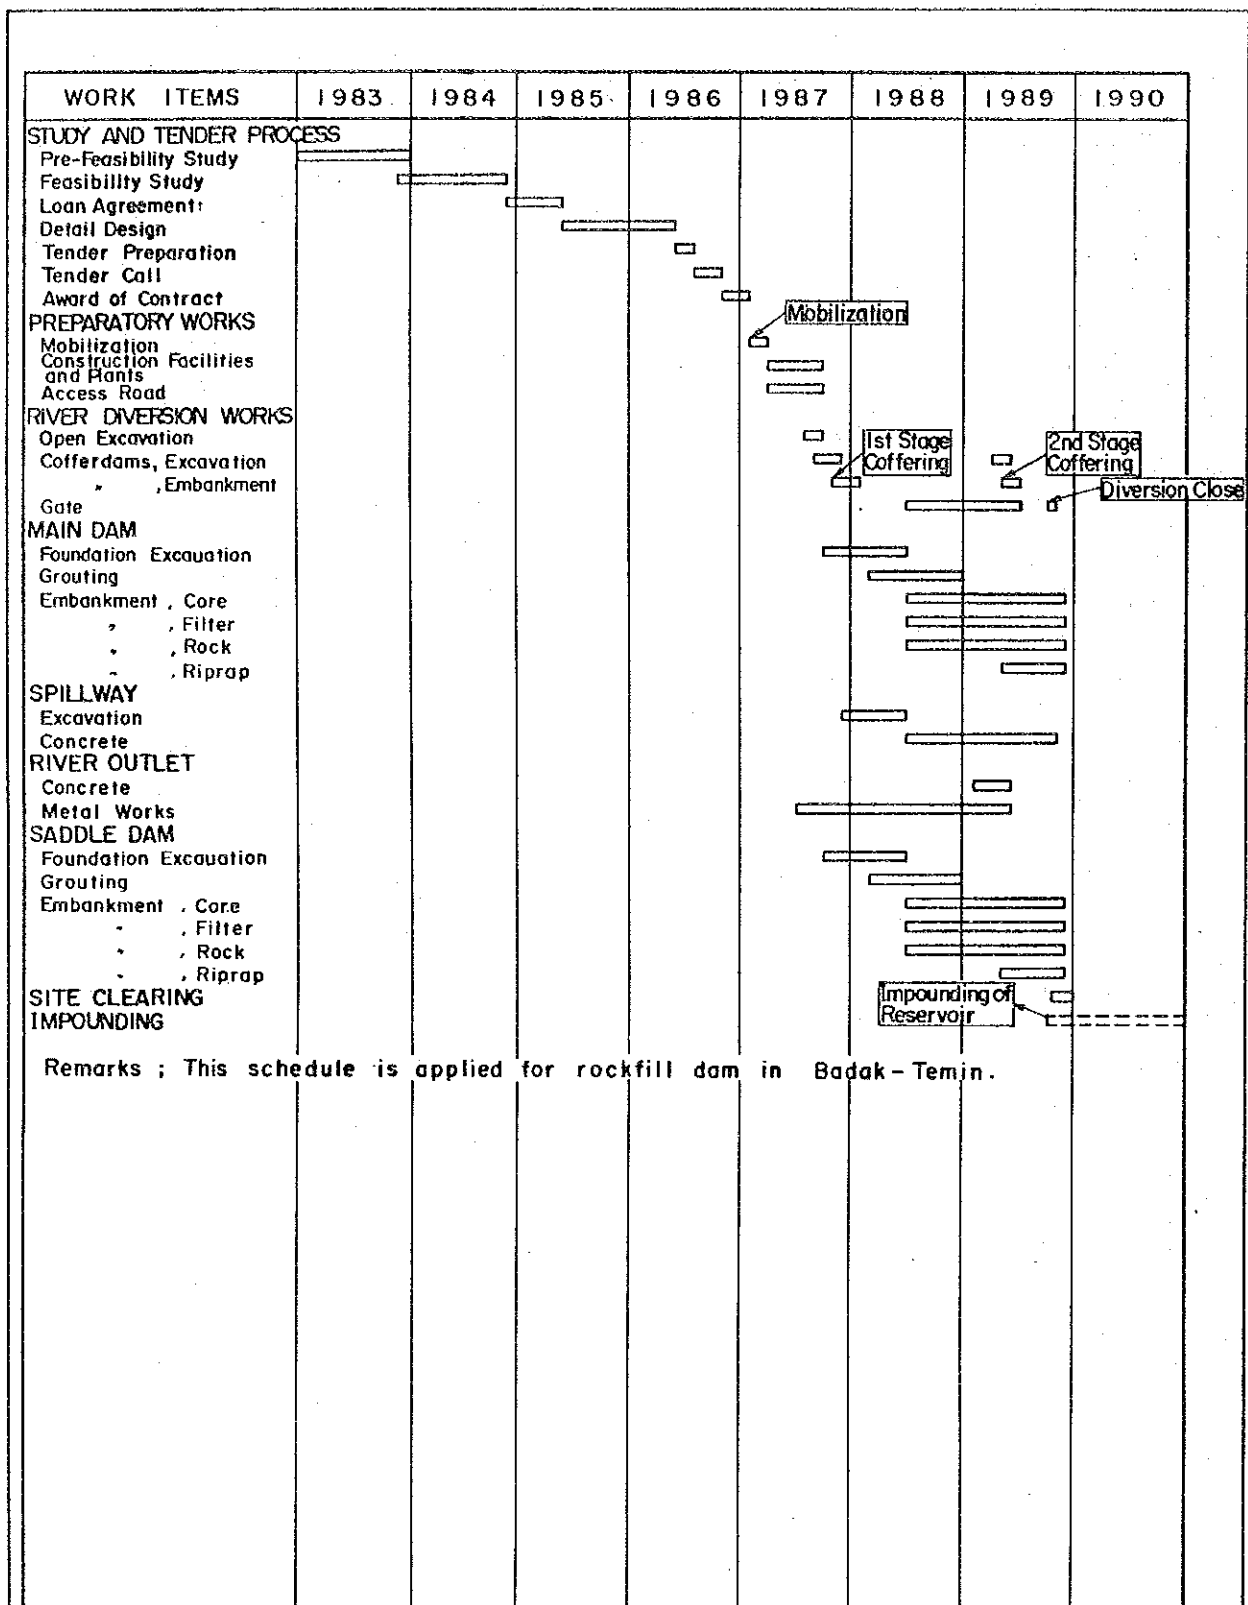 WORK ITEMS 1983 1984 1985 1986 1987 1988 1989 1990
STUDY AND TENDER PROCESS
Pre-Feasibility Study
Feasibility Study
Loan Agreement
Detail Design
Tender Preparation
Tender Call
Award of Contract
PREPARATORY WORKS
Mobilization
Mobilization
Construction Facilities
and Plants
Access Road
RIVER DIVERSION WORKS
Open Excavation
1st Stage
Coffering
2nd Stage
Coffering
Cofferdams, Excavation
" , Embankment
Diversion Close
Gate
MAIN DAM
Foundation Excauation
Grouting
Embankment , Core
" , Filter
" , Rock
" , Riprap
SPILLWAY
Excavation
Concrete
RIVER OUTLET
Concrete
Metal Works
SADDLE DAM
Foundation Excauation
Grouting
Embankment , Core
" , Filter
" , Rock
" , Riprap
SITE CLEARING
Impounding of
Reservoir
IMPOUNDING
Remarks ; This schedule is applied for rockfill dam in Badak-Temin.